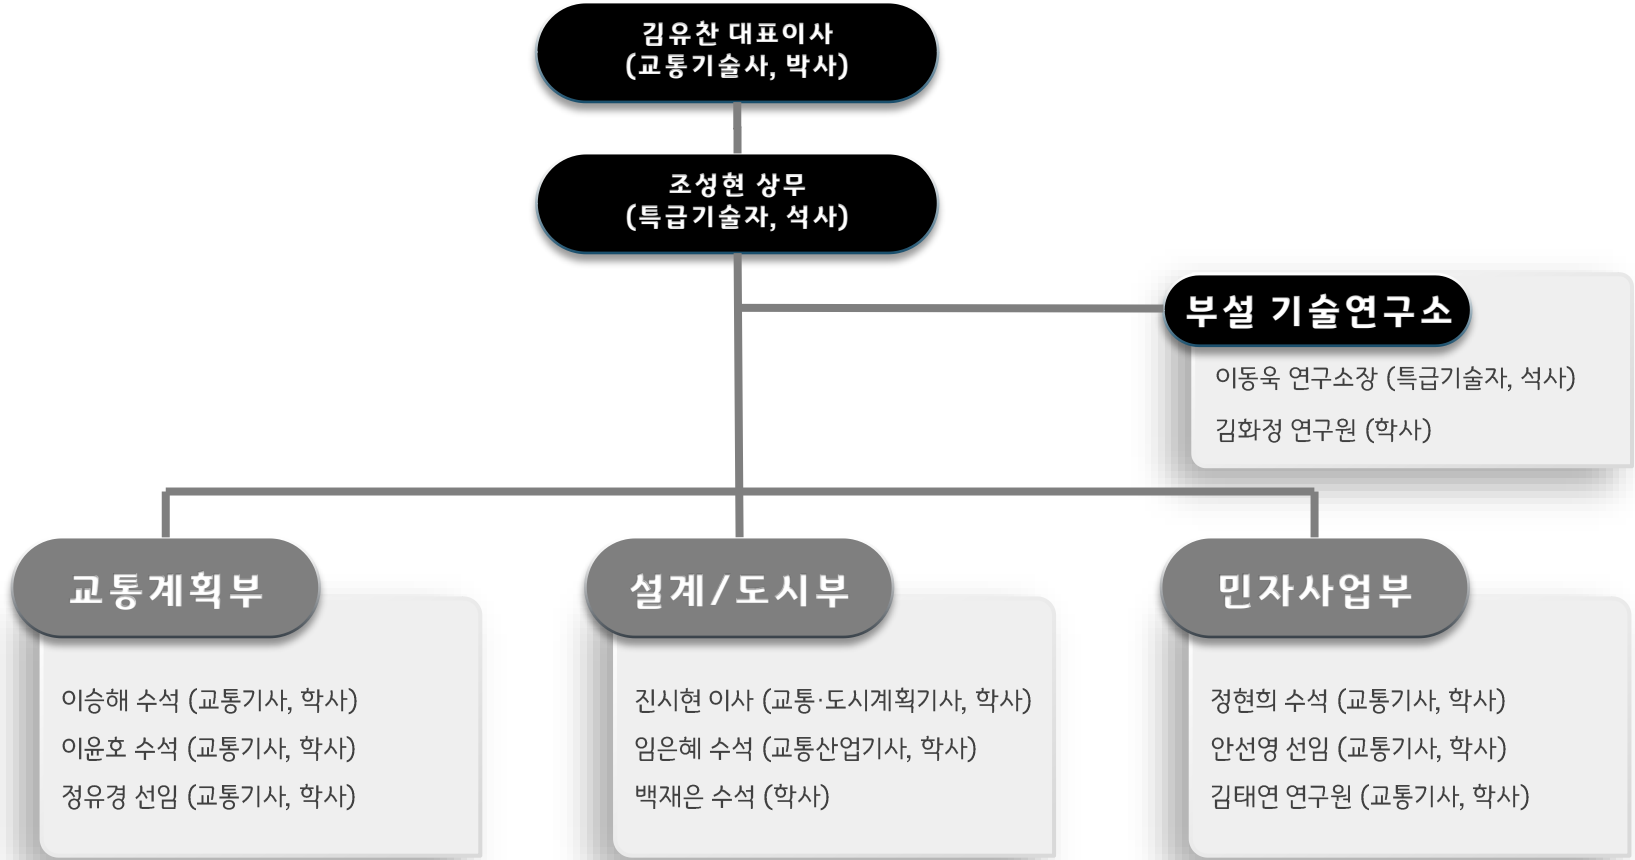 김유찬 대표이사
(교통기술사, 박사)
조성현 상무
(특급기술자, 석사)
부설 기술연구소
이동욱 연구소장 (특급기술자, 석사)
김화정 연구원 (학사)
교통계획부
이승해 수석 (교통기사, 학사)
이윤호 수석 (교통기사, 학사)
정유경 선임 (교통기사, 학사)
설계/도시부
진시현 이사 (교통·도시계획기사, 학사)
임은혜 수석 (교통산업기사, 학사)
백재은 수석 (학사)
민자사업부
정현희 수석 (교통기사, 학사)
안선영 선임 (교통기사, 학사)
김태연 연구원 (교통기사, 학사)